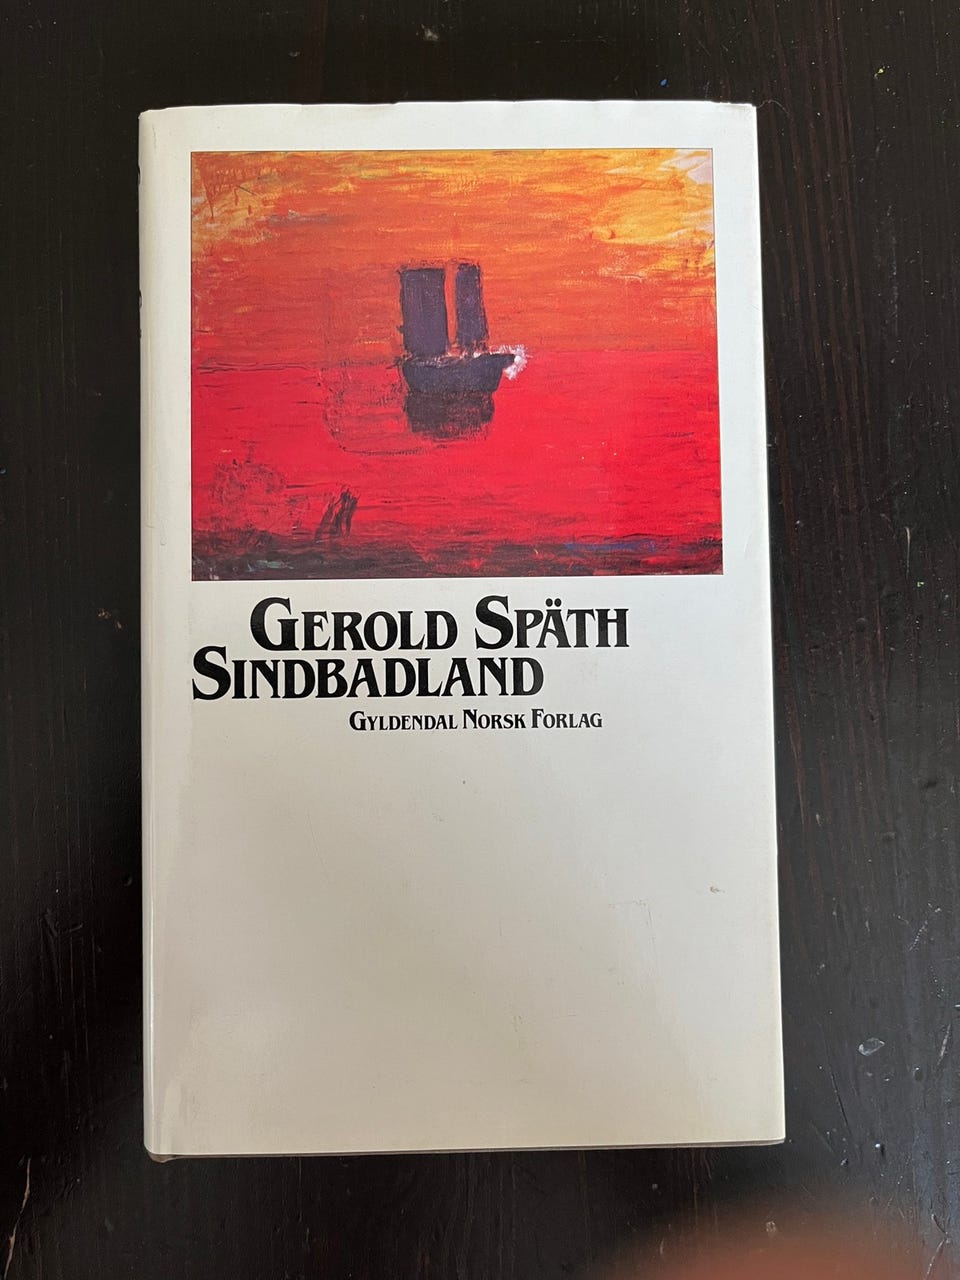 GEROLD SPÄTH
SINDBADLAND
GYLDENDAL NORSK FORLAG